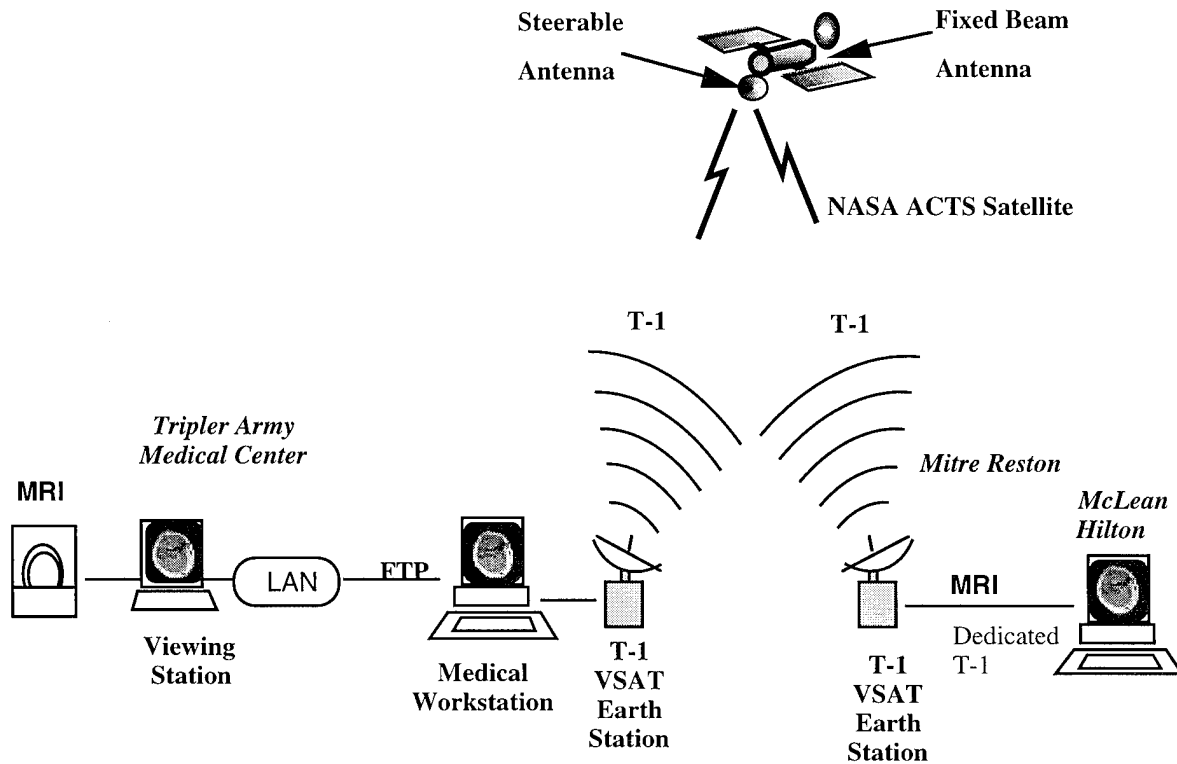 Steerable
Antenna
Fixed Beam
Antenna
NASA ACTS Satellite
T-1
T-1
Tripler Army
Medical Center
Mitre Reston
McLean
Hilton
MRI
LAN
FTP
MRI
Dedicated
T-1
Viewing
Station
Medical
Workstation
T-1
VSAT
Earth
Station
T-1
VSAT
Earth
Station